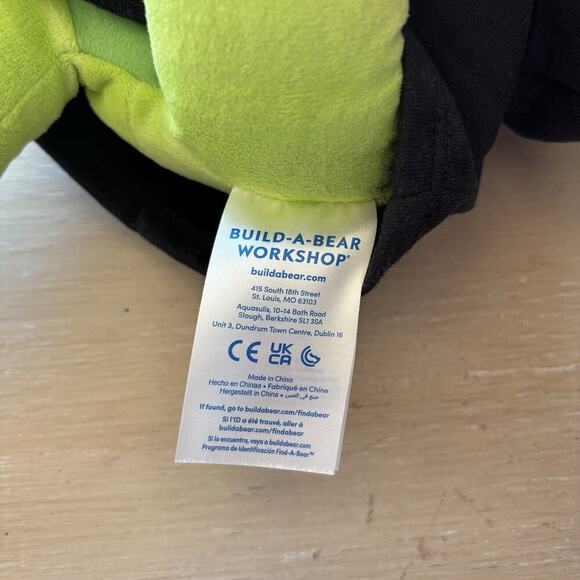 BUILD-A-BEAR
WORKSHOP®
buildabear.com
415 South 18th Street
St. Louis, MO 63103
Aquasulis, 10-14 Bath Road
Slough, Berkshire SL1 3SA
Unit 3, Dundrum Town Centre, Dublin 16
CE UK
CA
Made in China
Hecho en Chinao • Fabriqué en Chine
Hergestellt in China • صنع في الصين
If found, go to buildabear.com/findabear
Si l'ID a été trouvé, aller à
buildabear.com/findabear
Si lo encuentra, vaya a buildabear.com
Programa de Identificación Find-A-Bear™